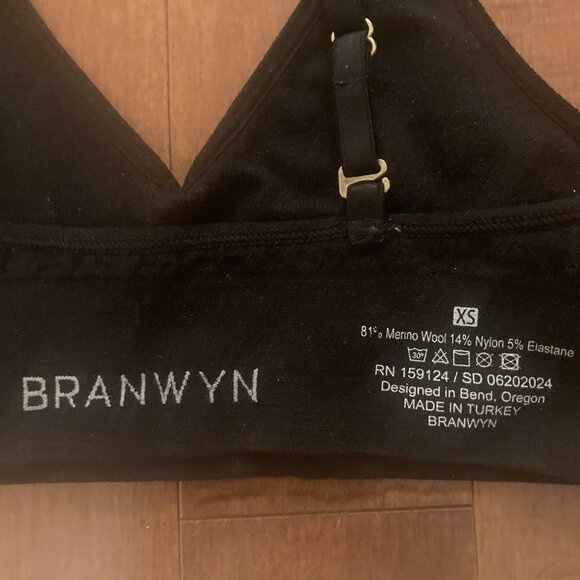 XS
81% Merino Wool 14% Nylon 5% Elastane
30°
RN 159124 / SD 06202024
Designed in Bend, Oregon
MADE IN TURKEY
BRANWYN
BRANWYN